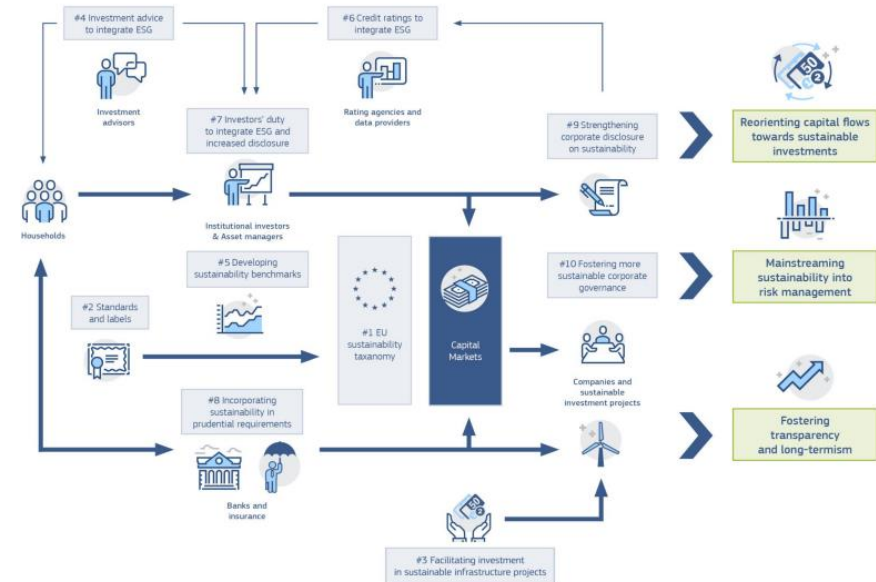 #4 Investment advice
to integrate ESG
Investment
advisors
#6 Credit ratings to
integrate ESG
Rating agencies and
data providers
#7 Investors' duty
to integrate ESG and
increased disclosure
Institutional investors
& Asset managers
#9 Strengthening
corporate disclosure
on sustainability
50
2
Reorienting capital flows
towards sustainable
investments
Households
#5 Developing
sustainability benchmarks
#2 Standards
and labels
#1 EU
sustainability
taxanomy
Capital
Markets
#10 Fostering more
sustainable corporate
governance
Mainstreaming
sustainability into
risk management
Companies and
sustainable
investment projects
#8 Incorporating
sustainability in
prudential requirements
Banks and
insurance
Fostering
transparency
and long-termism
50
2
#3 Facilitating investment
in sustainable infrastructure projects